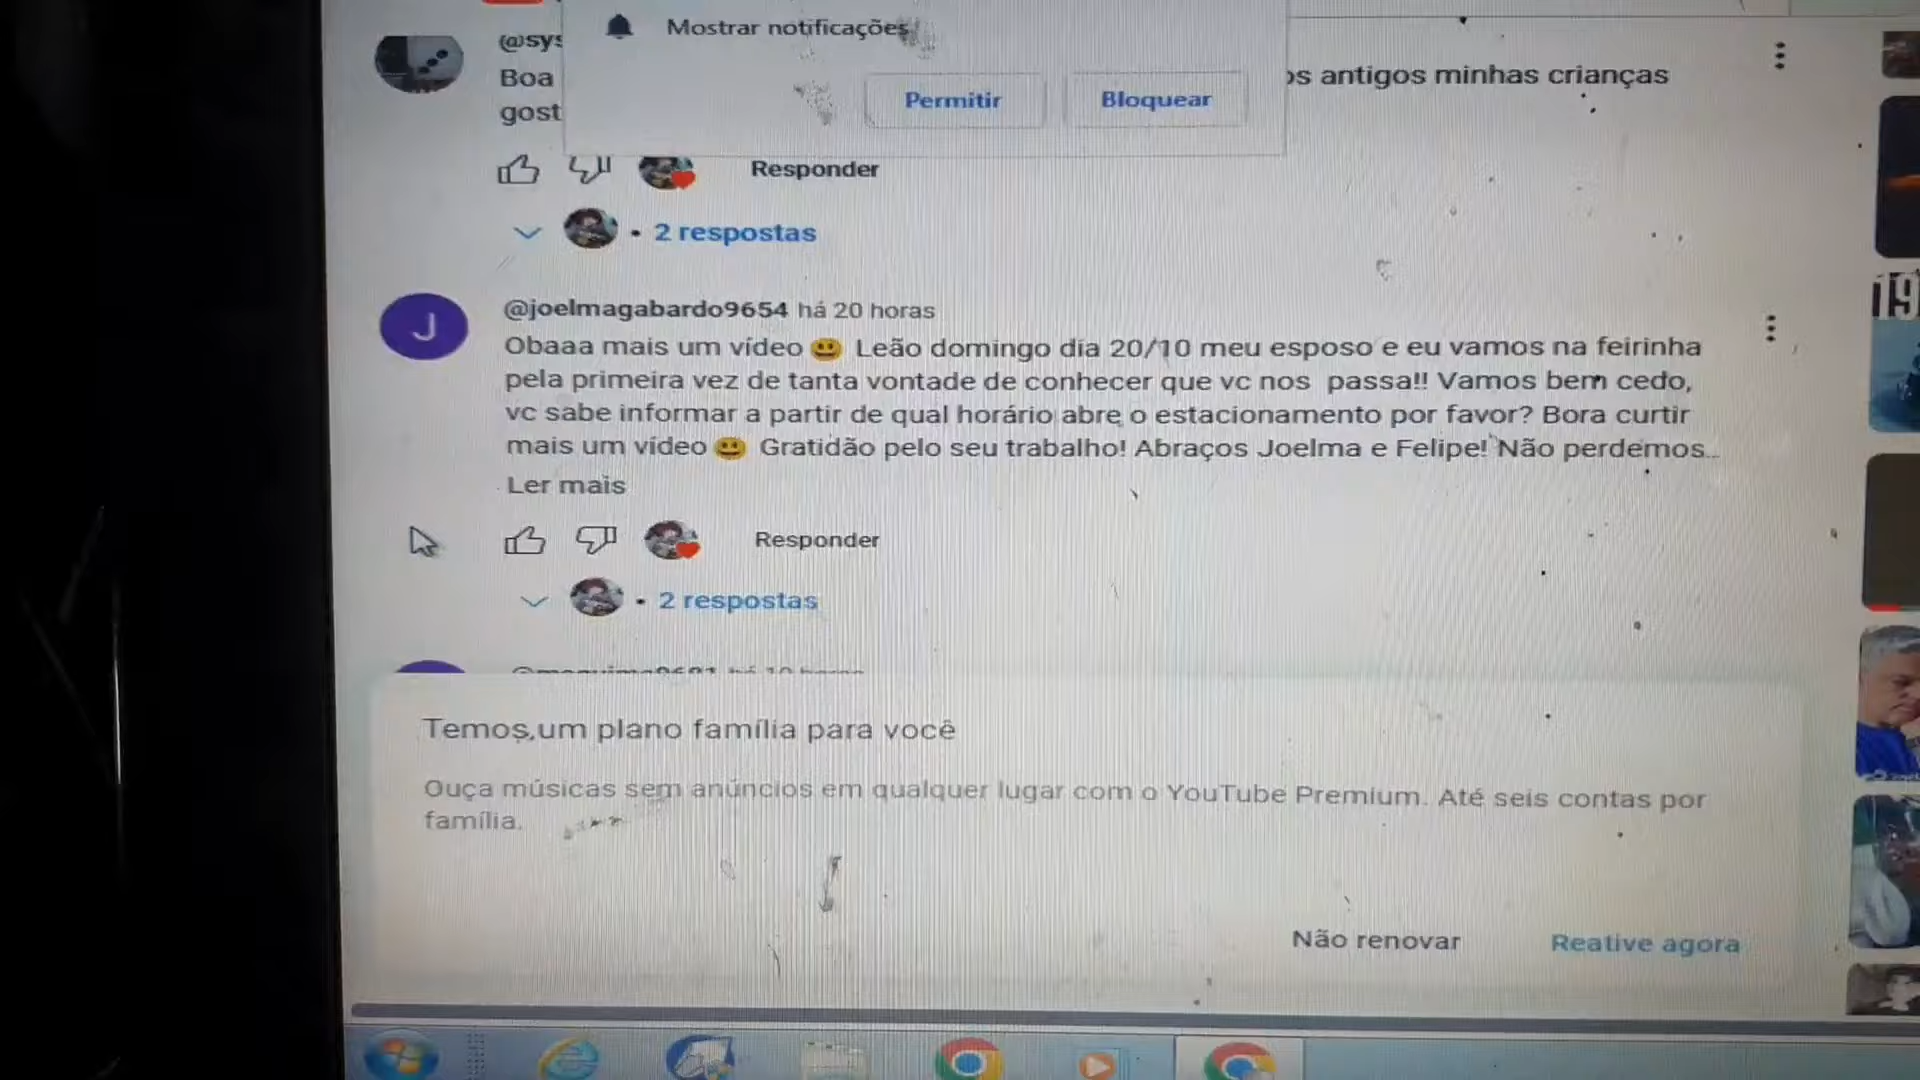 Mostrar notificações
@sys
Boa
os antigos minhas crianças
gost
Permitir
Bloquear
Responder
• 2 respostas
J
@joelmagabardo9654 há 20 horas
Obaaa mais um vídeo 😃 Leão domingo dia 20/10 meu esposo e eu vamos na feirinha
pela primeira vez de tanta vontade de conhecer que vc nos passa!! Vamos bem cedo,
vc sabe informar a partir de qual horário abre o estacionamento por favor? Bora curtir
mais um vídeo 😃 Gratidão pelo seu trabalho! Abraços Joelma e Felipe! Não perdemos...
Ler mais
Responder
• 2 respostas
Temos um plano família para você
Ouça músicas sem anúncios em qualquer lugar com o YouTube Premium. Até seis contas por
família.
Não renovar
Reative agora
19